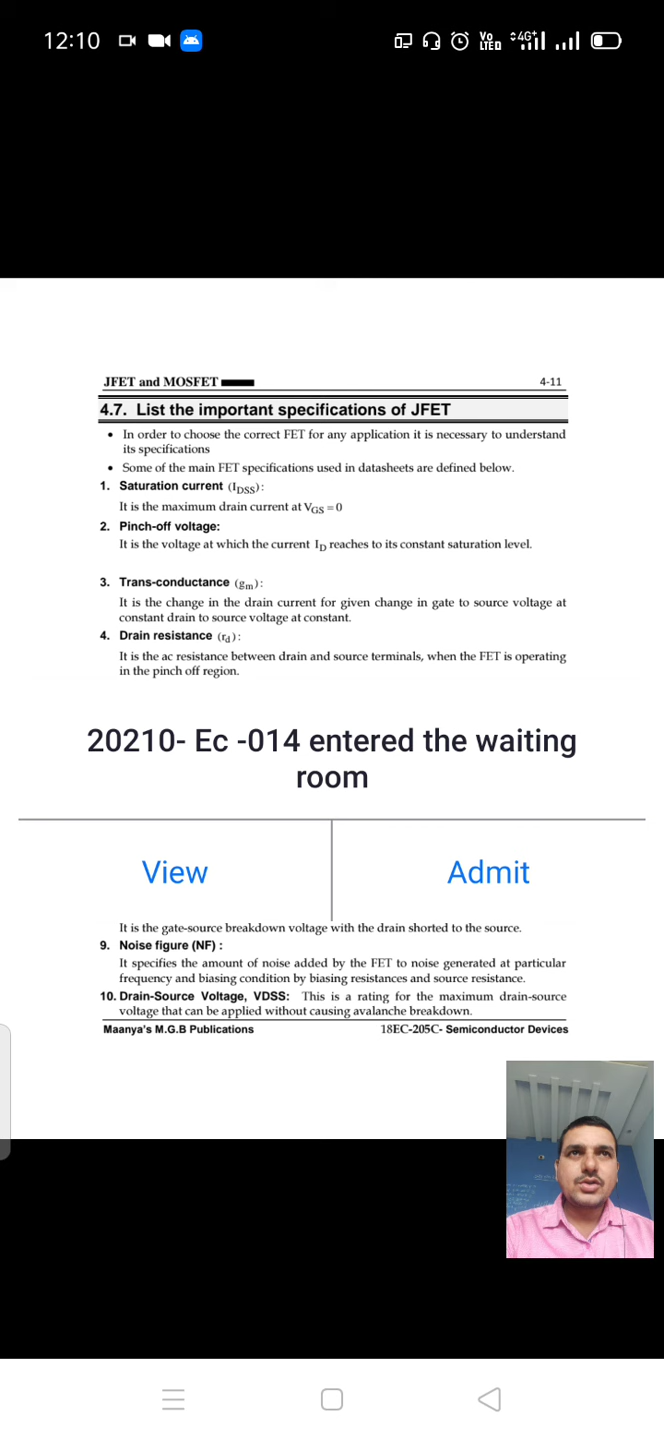 12:10
Vo
LTED
4G+
JFET and MOSFET
4-11
4.7. List the important specifications of JFET
• In order to choose the correct FET for any application it is necessary to understand
its specifications
• Some of the main FET specifications used in datasheets are defined below.
1. Saturation current (IDSS):
It is the maximum drain current at VGS = 0
2. Pinch-off voltage:
It is the voltage at which the current ID reaches to its constant saturation level.
3. Trans-conductance (gm):
It is the change in the drain current for given change in gate to source voltage at
constant drain to source voltage at constant.
4. Drain resistance (rd):
It is the ac resistance between drain and source terminals, when the FET is operating
in the pinch off region.
20210- Ec -014 entered the waiting
room
View
Admit
It is the gate-source breakdown voltage with the drain shorted to the source.
9. Noise figure (NF) :
It specifies the amount of noise added by the FET to noise generated at particular
frequency and biasing condition by biasing resistances and source resistance.
10. Drain-Source Voltage, VDSS: This is a rating for the maximum drain-source
voltage that can be applied without causing avalanche breakdown.
Maanya's M.G.B Publications
18EC-205C- Semiconductor Devices